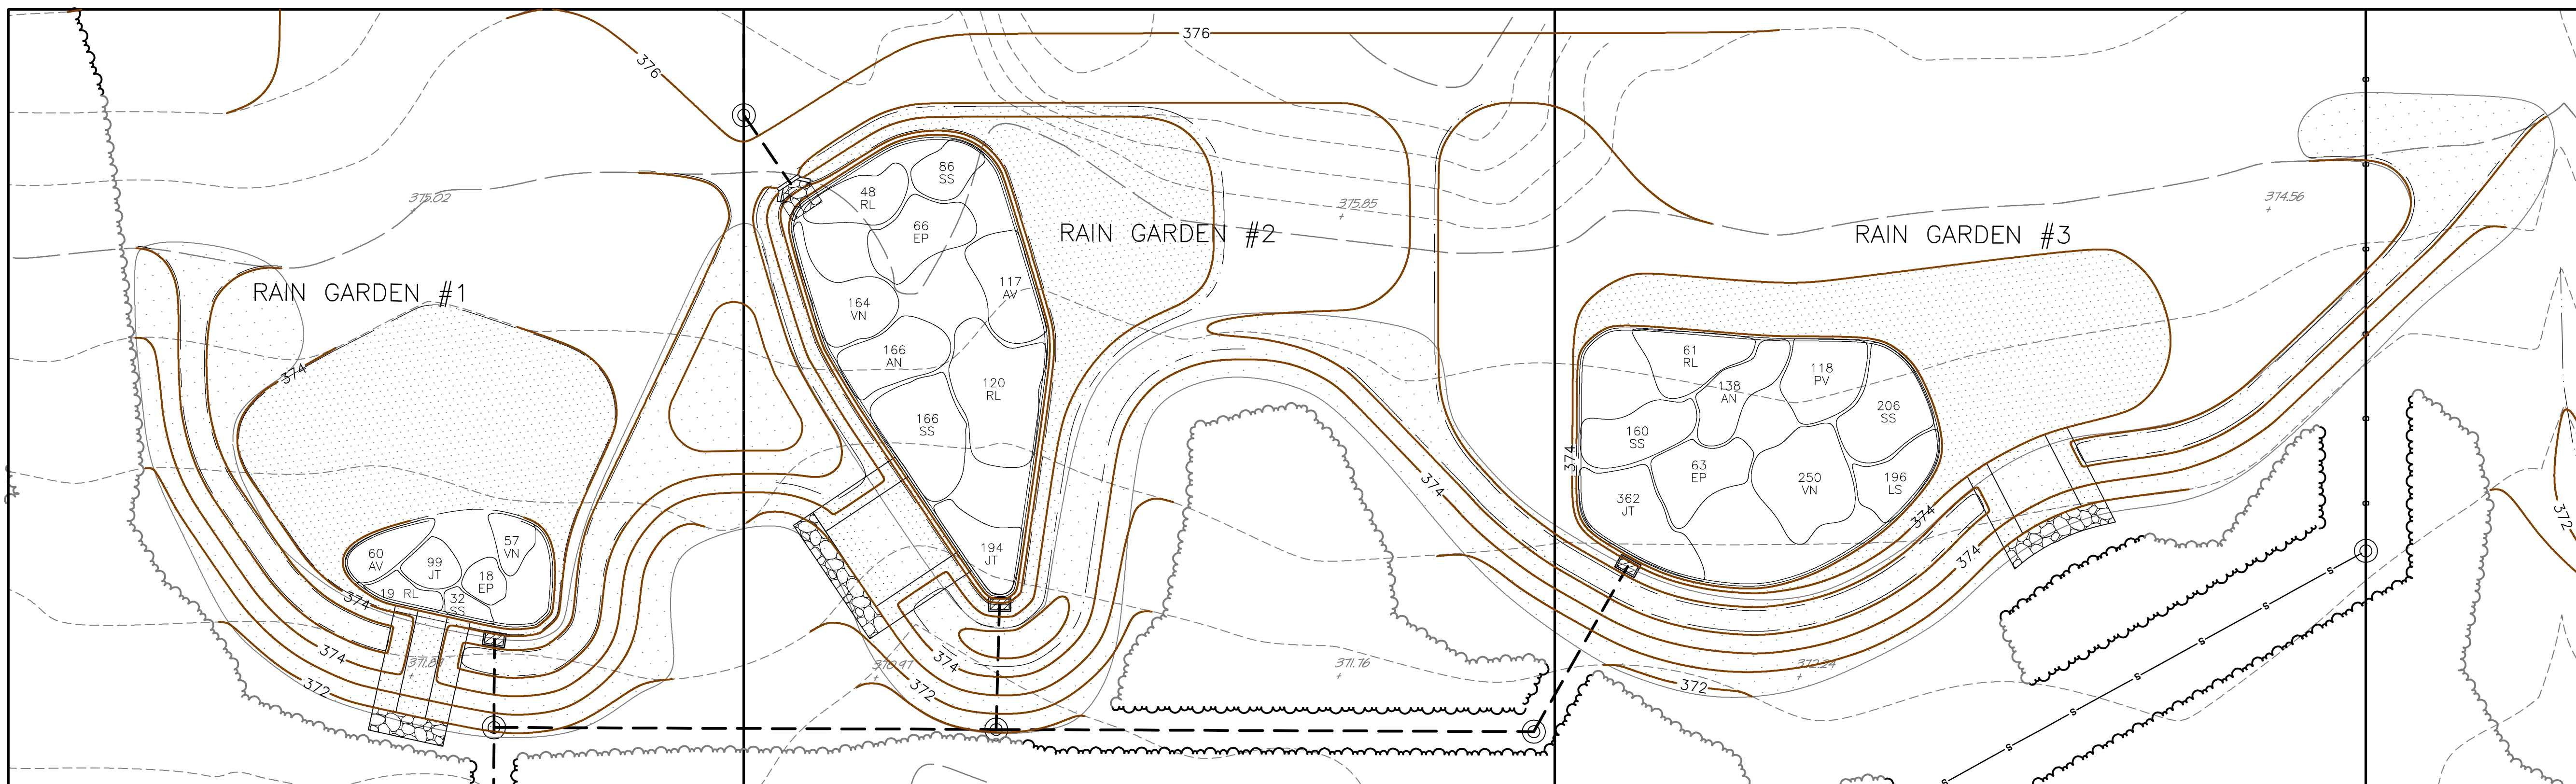 376
376
375.02
48
RL
86
SS
66
EP
RAIN GARDEN #2
375.85
374.56
RAIN GARDEN #3
RAIN GARDEN #1
117
AV
164
VN
166
AN
120
RL
166
SS
194
JT
374
61
RL
138
AN
118
PV
206
SS
160
SS
63
EP
250
VN
196
LS
362
JT
374
374
374
374
372
60
AV
99
JT
57
VN
18
EP
19 RL
32
SS
374
374
372
374
372
371.76
372.24
372
S
S
S
S
S
S
S